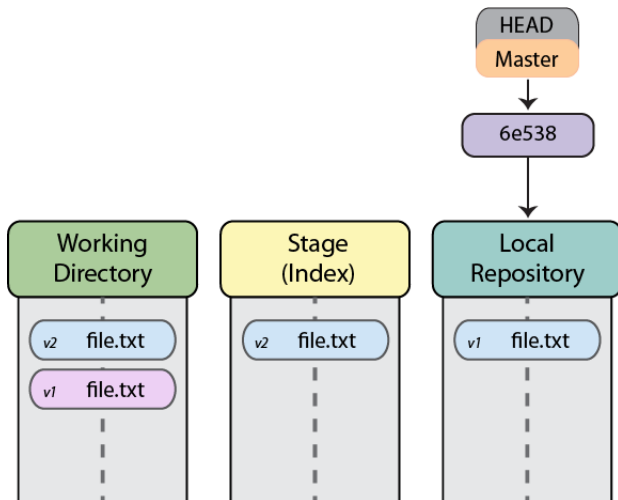 HEAD
Master
6e538
Working
Directory
Stage
(Index)
Local
Repository
v2 file.txt
v2 file.txt
v1 file.txt
v1 file.txt